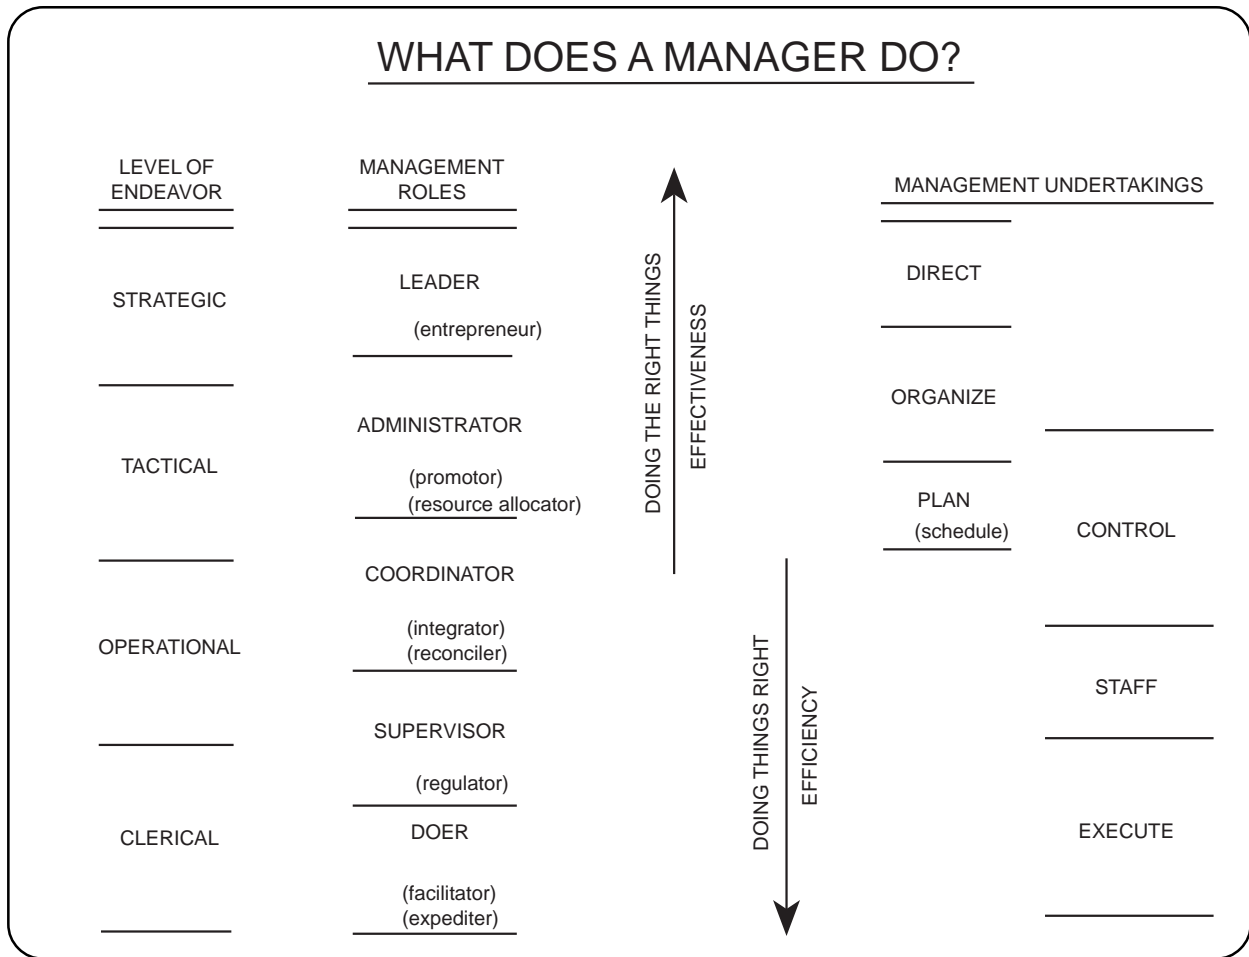 WHAT DOES A MANAGER DO?
LEVEL OF
ENDEAVOR
STRATEGIC
TACTICAL
OPERATIONAL
CLERICAL
MANAGEMENT
ROLES
LEADER
(entrepreneur)
ADMINISTRATOR
(promotor)
(resource allocator)
COORDINATOR
(integrator)
(reconciler)
SUPERVISOR
(regulator)
DOER
(facilitator)
(expediter)
DOING THE RIGHT THINGS
EFFECTIVENESS
DOING THINGS RIGHT
EFFICIENCY
MANAGEMENT UNDERTAKINGS
DIRECT
ORGANIZE
PLAN
(schedule)
CONTROL
STAFF
EXECUTE